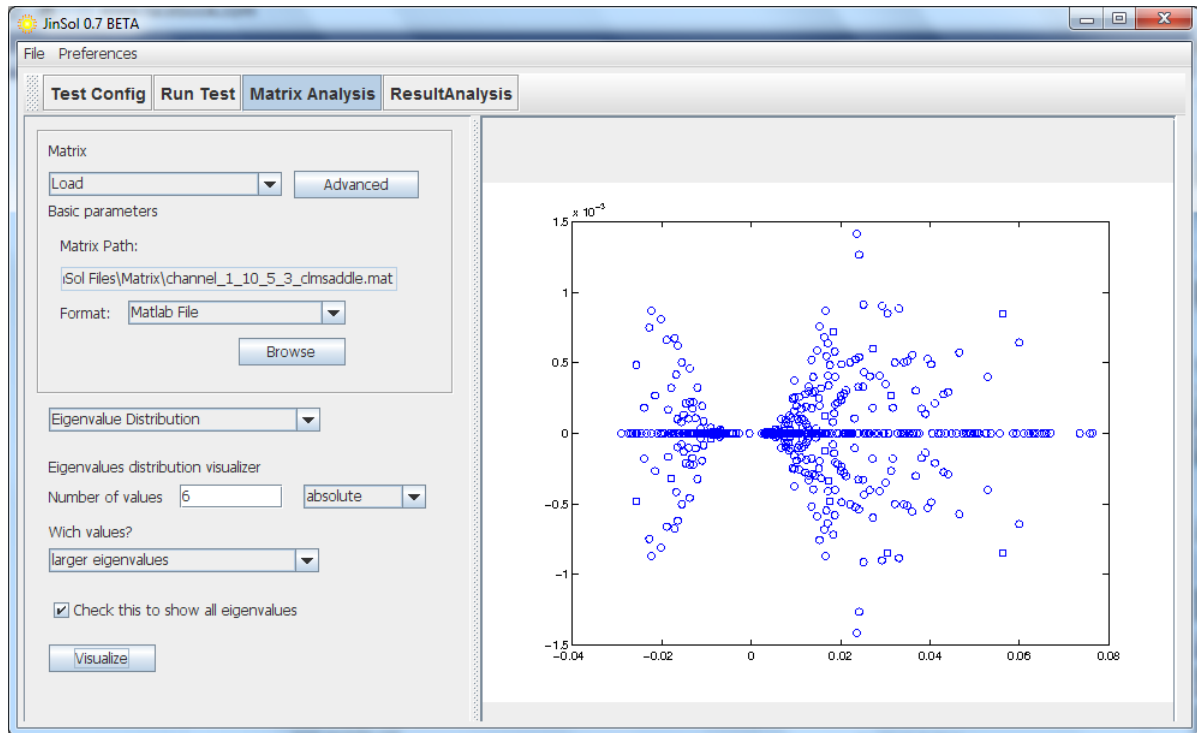 JinSol 0.7 BETA
File Preferences
Test Config Run Test Matrix Analysis ResultAnalysis
Matrix
Load Advanced
Basic parameters
Matrix Path:
Sol Files\Matrix\channel_1_10_5_3_clmsaddle.mat
Format: Matlab File
Browse
Eigenvalue Distribution
Eigenvalues distribution visualizer
Number of values 6 absolute
Wich values?
larger eigenvalues
Check this to show all eigenvalues
Visualize
x 10⁻³
1.5
1
0.5
0
−0.5
−1
−1.5
−0.04 −0.02 0 0.02 0.04 0.06 0.08